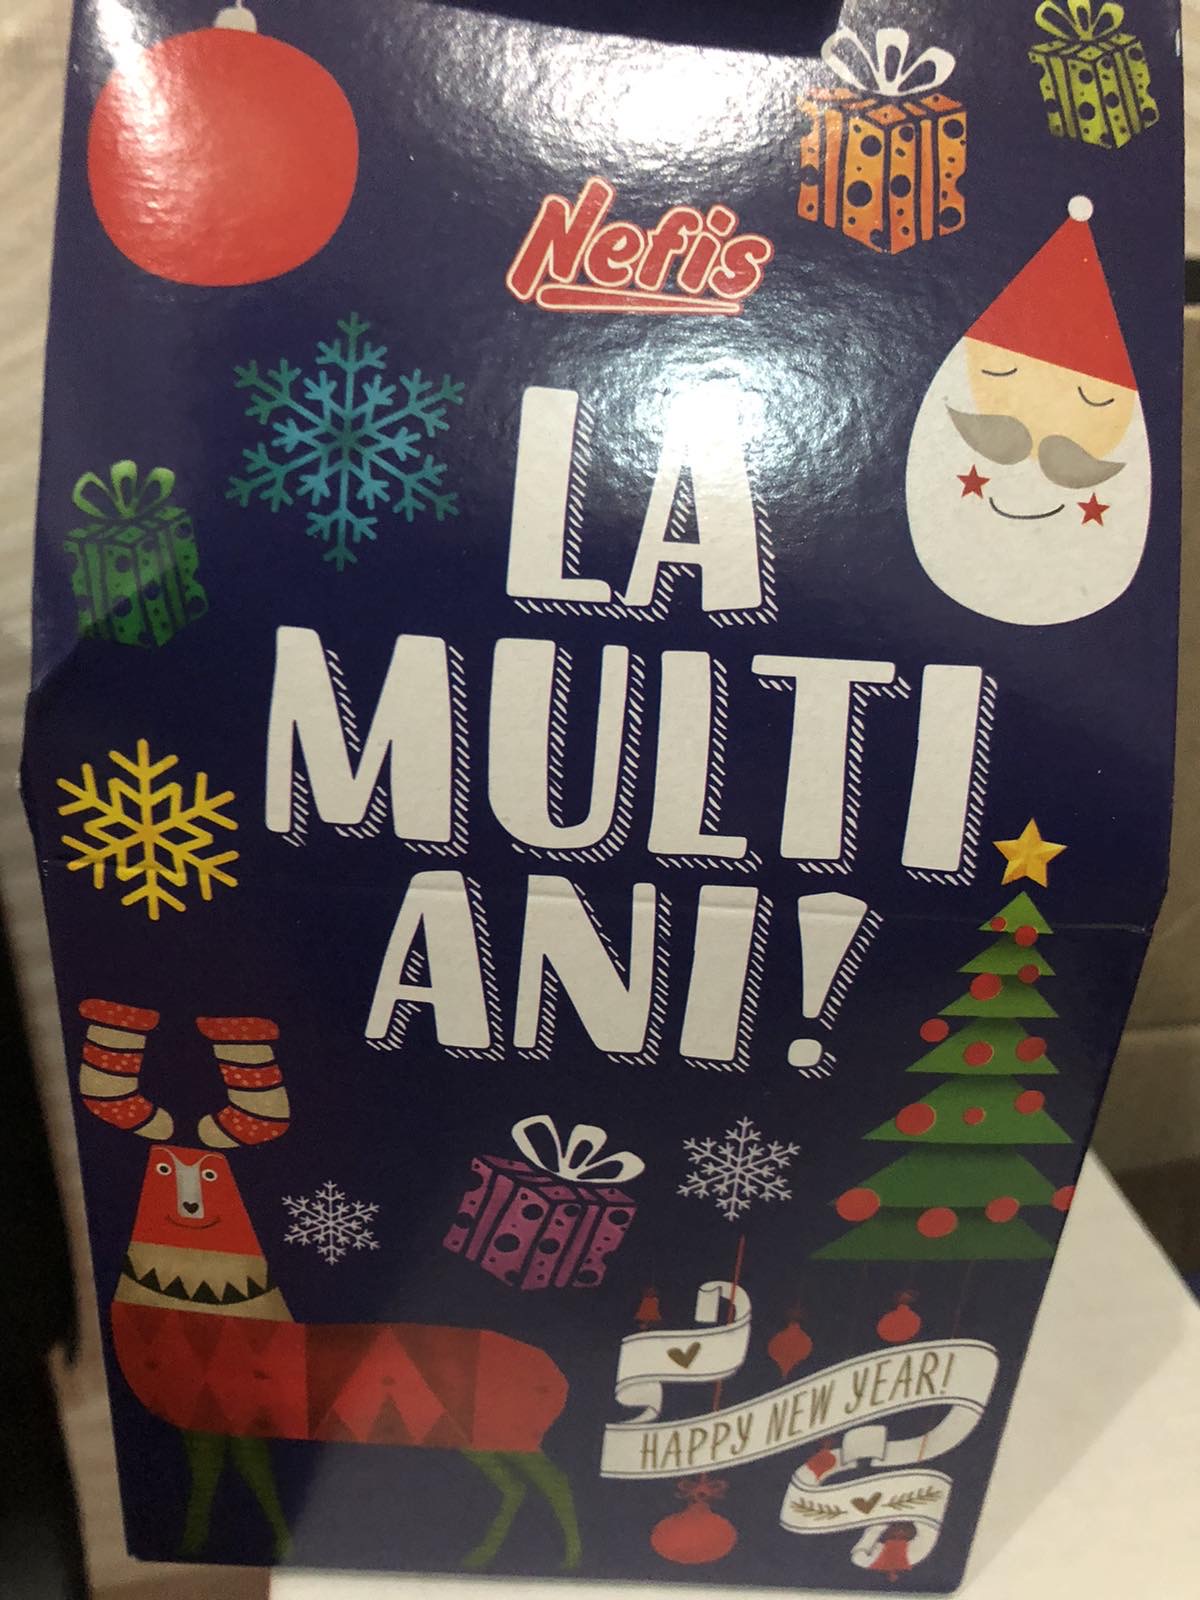 Nefis
LA
MULTI
ANI!
HAPPY NEW YEAR!